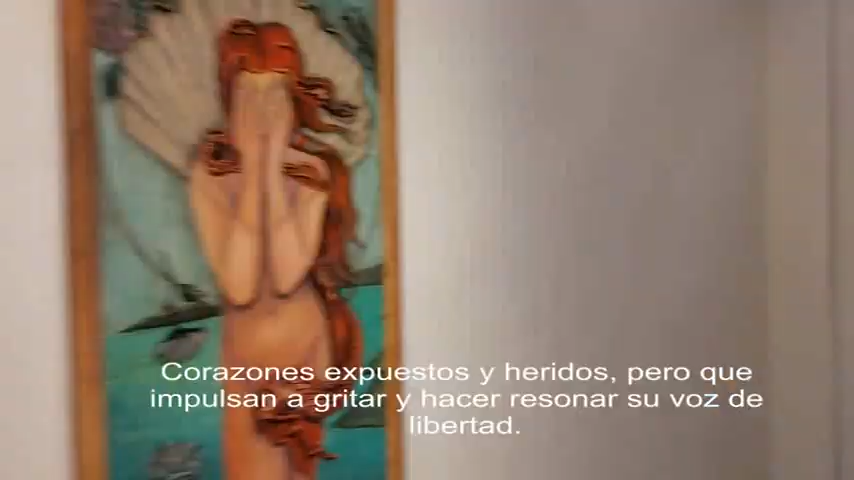 Corazones expuestos y heridos, pero que
impulsan a gritar y hacer resonar su voz de
libertad.